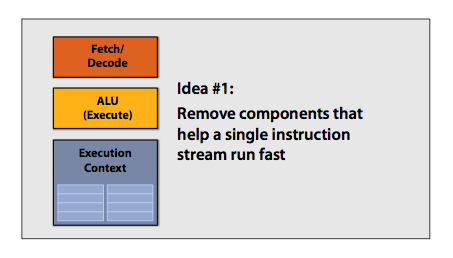 Fetch/
Decode
ALU
(Execute)
Execution
Context
Idea #1:
Remove components that
help a single instruction
stream run fast